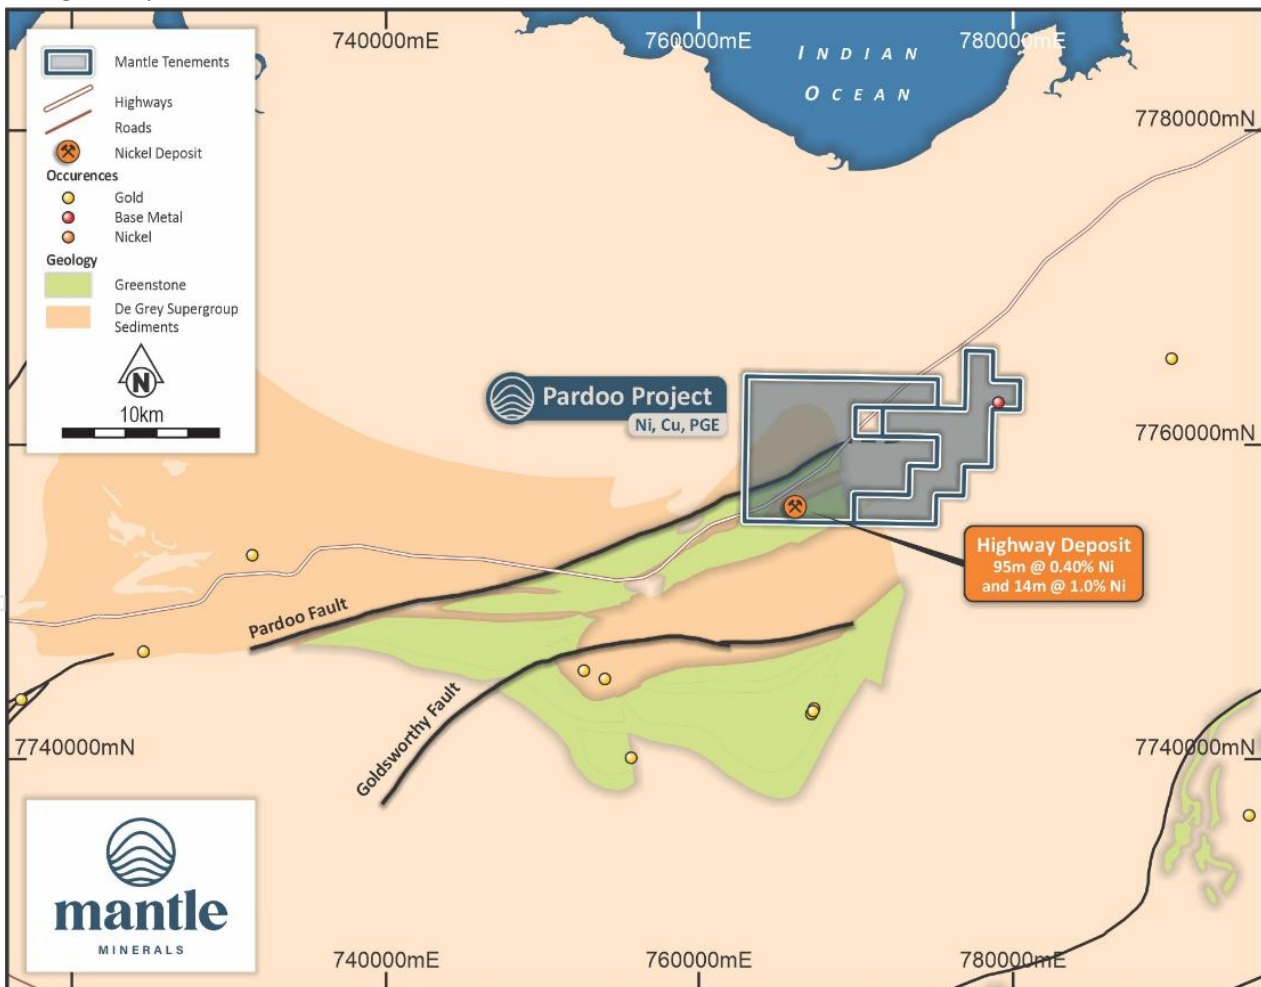 740000mE
760000mE
780000mE
INDIAN
OCEAN
7780000mN
Mantle Tenements
Highways
Roads
Nickel Deposit
Occurences
Gold
Base Metal
Nickel
Geology
Greenstone
De Grey Supergroup
Sediments
N
10km
Pardoo Project
Ni, Cu, PGE
7760000mN
Highway Deposit
95m @ 0.40% Ni
and 14m @ 1.0% Ni
Pardoo Fault
Goldsworthy Fault
7740000mN
7740000mN
mantle
MINERALS
740000mE
760000mE
780000mE